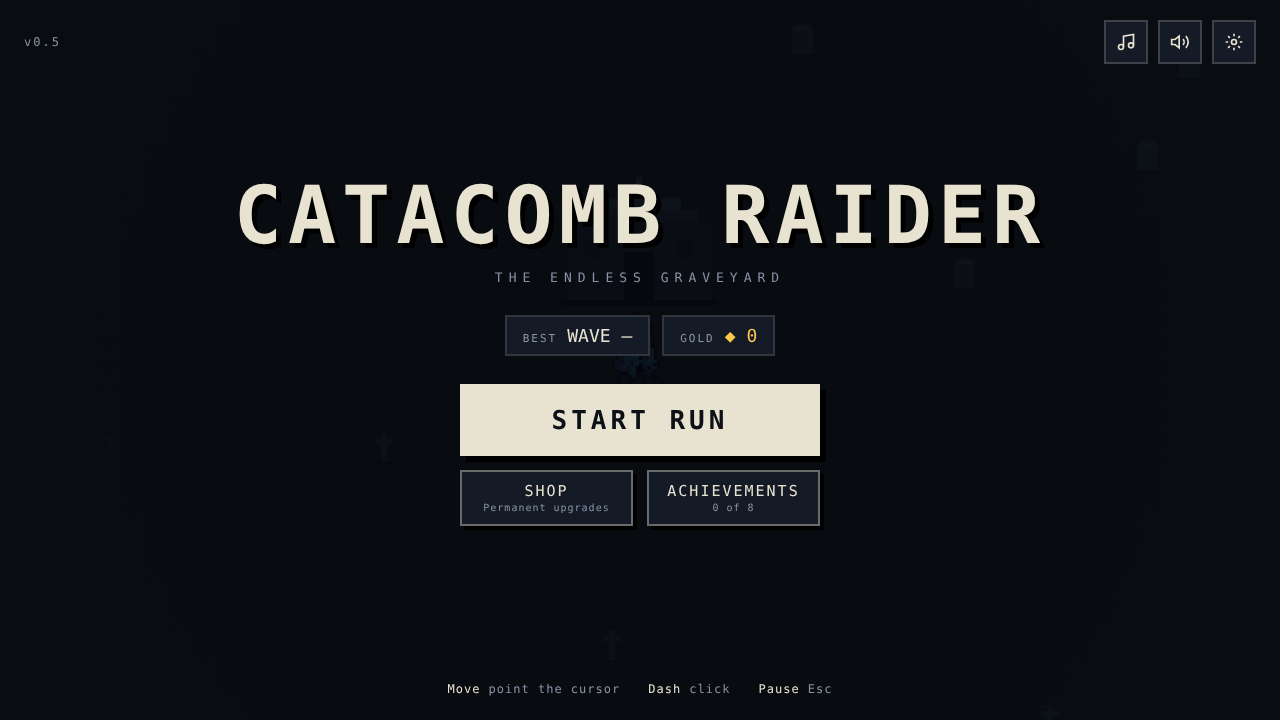 v0.5
CATACOMB RAIDER
THE ENDLESS GRAVEYARD
BEST WAVE —
GOLD ◆ 0
START RUN
SHOP
Permanent upgrades
ACHIEVEMENTS
0 of 8
Move point the cursor Dash click Pause Esc